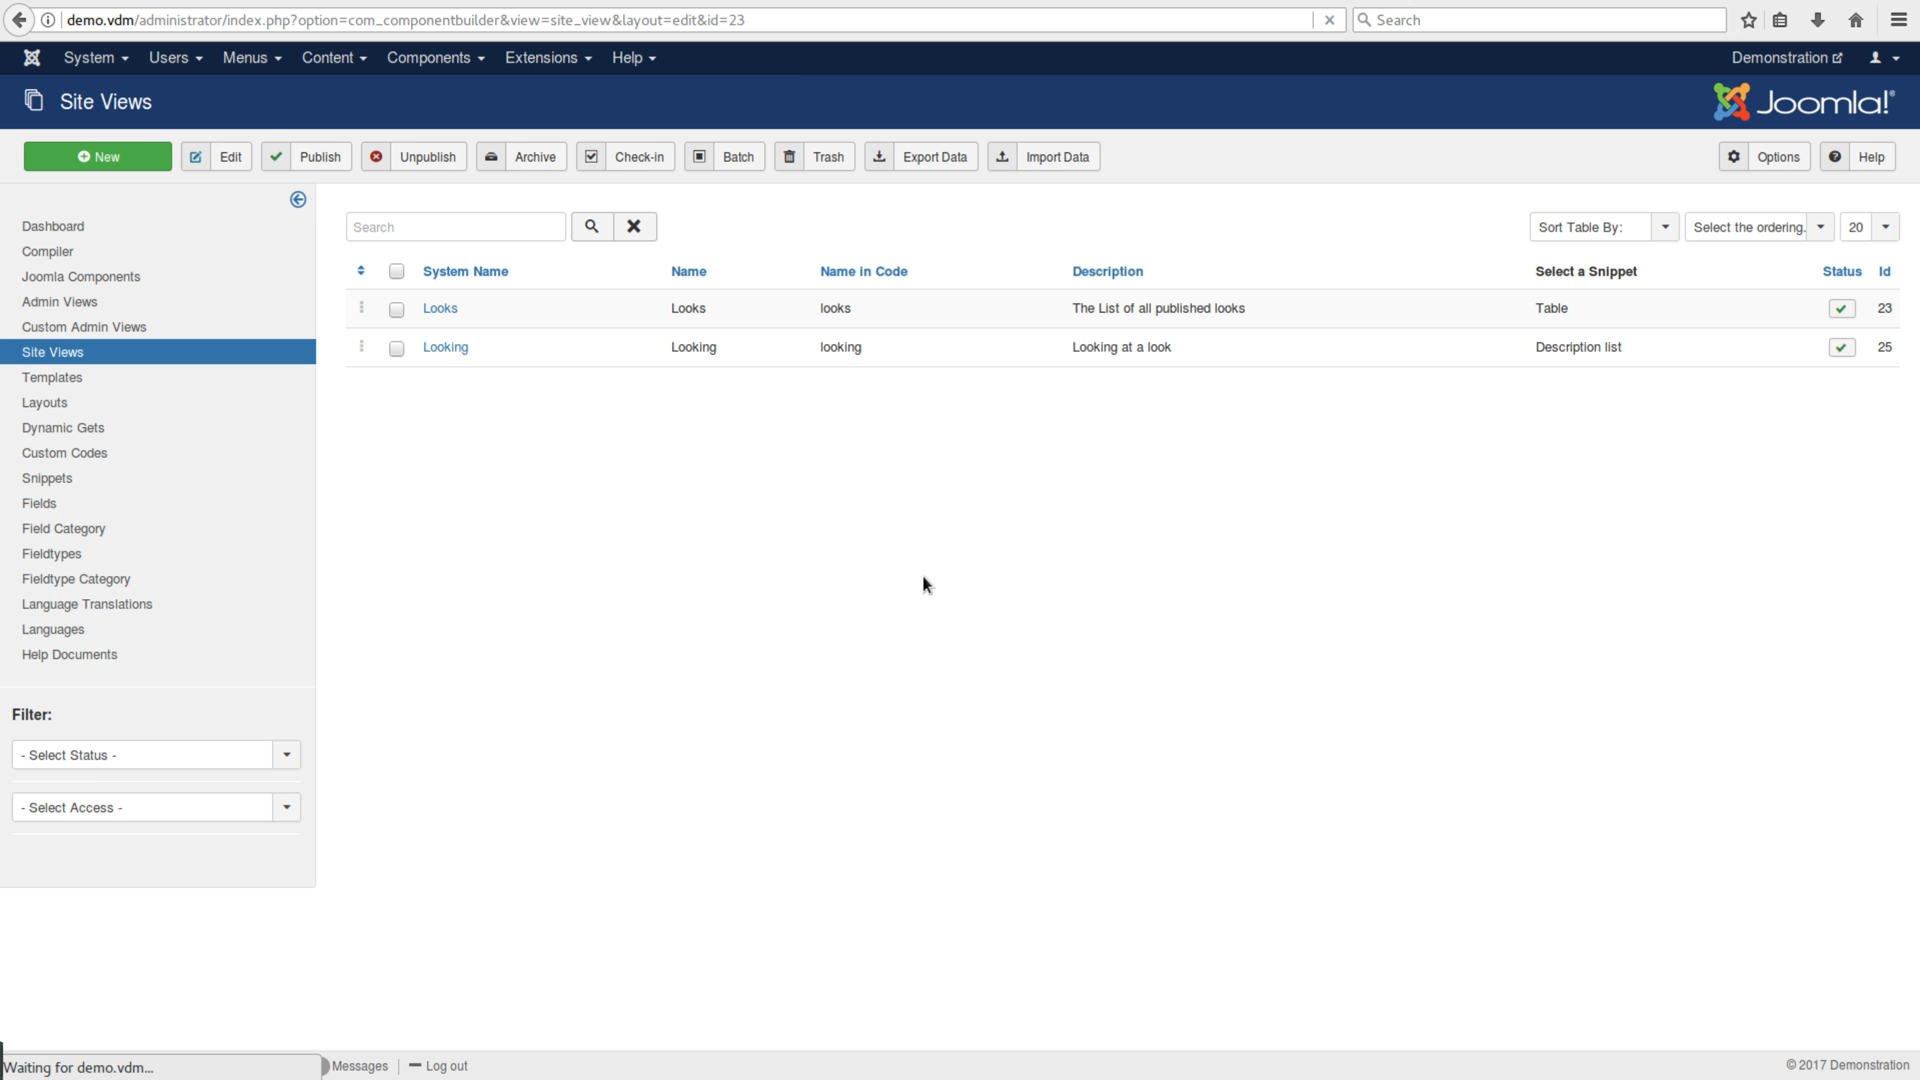 demo.vdm/administrator/index.php?option=com_componentbuilder&view=site_view&layout=edit&id=23
Search
System Users Menus Content Components Extensions Help
Demonstration
Site Views
Joomla!®
New Edit Publish Unpublish Archive Check-in Batch Trash Export Data Import Data Options Help
Dashboard
Compiler
Joomla Components
Admin Views
Custom Admin Views
Site Views
Templates
Layouts
Dynamic Gets
Custom Codes
Snippets
Fields
Field Category
Fieldtypes
Fieldtype Category
Language Translations
Languages
Help Documents
Filter:
- Select Status -
- Select Access -
Search
Sort Table By: Select the ordering. 20
System Name Name Name in Code Description Select a Snippet Status Id
Looks Looks looks The List of all published looks Table 23
Looking Looking looking Looking at a look Description list 25
Waiting for demo.vdm...
Messages Log out
© 2017 Demonstration